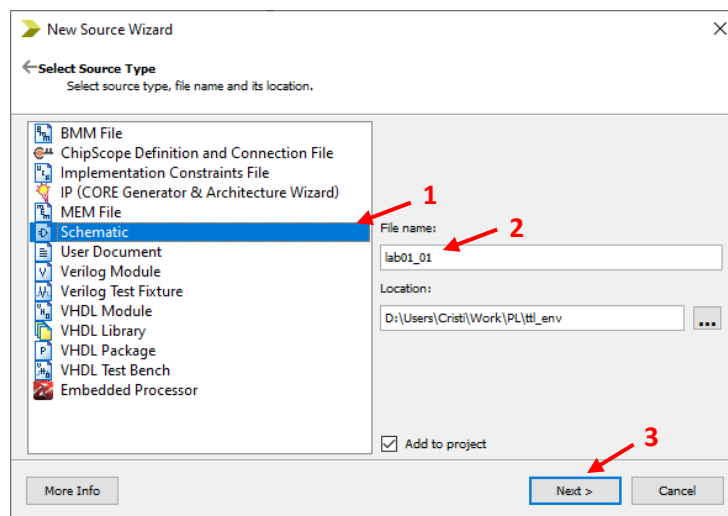 New Source Wizard
Select Source Type
Select source type, file name and its location.
BMM File
ChipScope Definition and Connection File
Implementation Constraints File
IP (CORE Generator & Architecture Wizard)
MEM File
Schematic
User Document
Verilog Module
Verilog Test Fixture
VHDL Module
VHDL Library
VHDL Package
VHDL Test Bench
Embedded Processor
1
File name:
2
lab01_01
Location:
D:\Users\Cristi\Work\PL\ttl_env
...
Add to project
3
More Info
Next >
Cancel